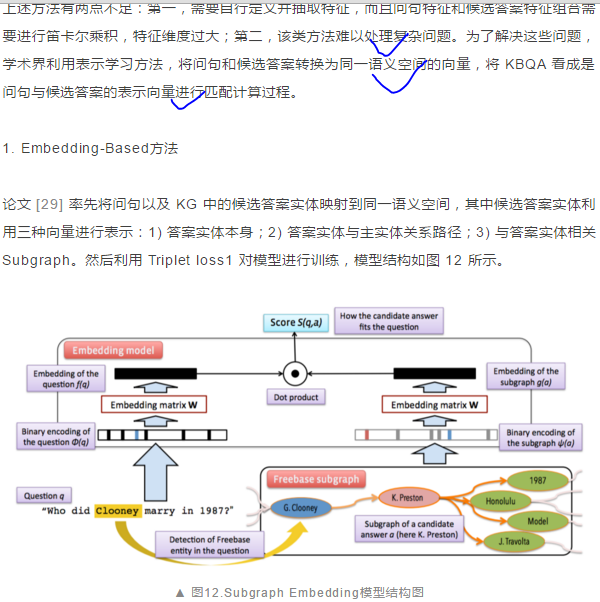 上述方法有两点不足：第一，需要自行定义并抽取特征，而且问句特征和候选答案特征组合需
要进行笛卡尔乘积，特征维度过大；第二，该类方法难以处理复杂问题。为了解决这些问题，
学术界利用表示学习方法，将问句和候选答案转换为同一语义空间的向量，将 KBQA 看成是
问句与候选答案的表示向量进行匹配计算过程。
1. Embedding-Based方法
论文 [29] 率先将问句以及 KG 中的候选答案实体映射到同一语义空间，其中候选答案实体利
用三种向量进行表示：1) 答案实体本身；2) 答案实体与主实体关系路径；3) 与答案实体相关
Subgraph。然后利用 Triplet loss1 对模型进行训练，模型结构如图 12 所示。
Score S(q,a)
How the candidate answer
fits the question
Embedding model
Embedding of the
question f(q)
Dot product
Embedding of the
subgraph g(a)
Embedding matrix W
Embedding matrix W
Binary encoding of
the question Φ(q)
Binary encoding of
the subgraph ψ(a)
Freebase subgraph
Question q
"Who did Clooney marry in 1987?"
G. Clooney
K. Preston
1987
Honolulu
Model
J. Travolta
Subgraph of a candidate
answer a (here K. Preston)
Detection of Freebase
entity in the question
▲ 图12.Subgraph Embedding模型结构图